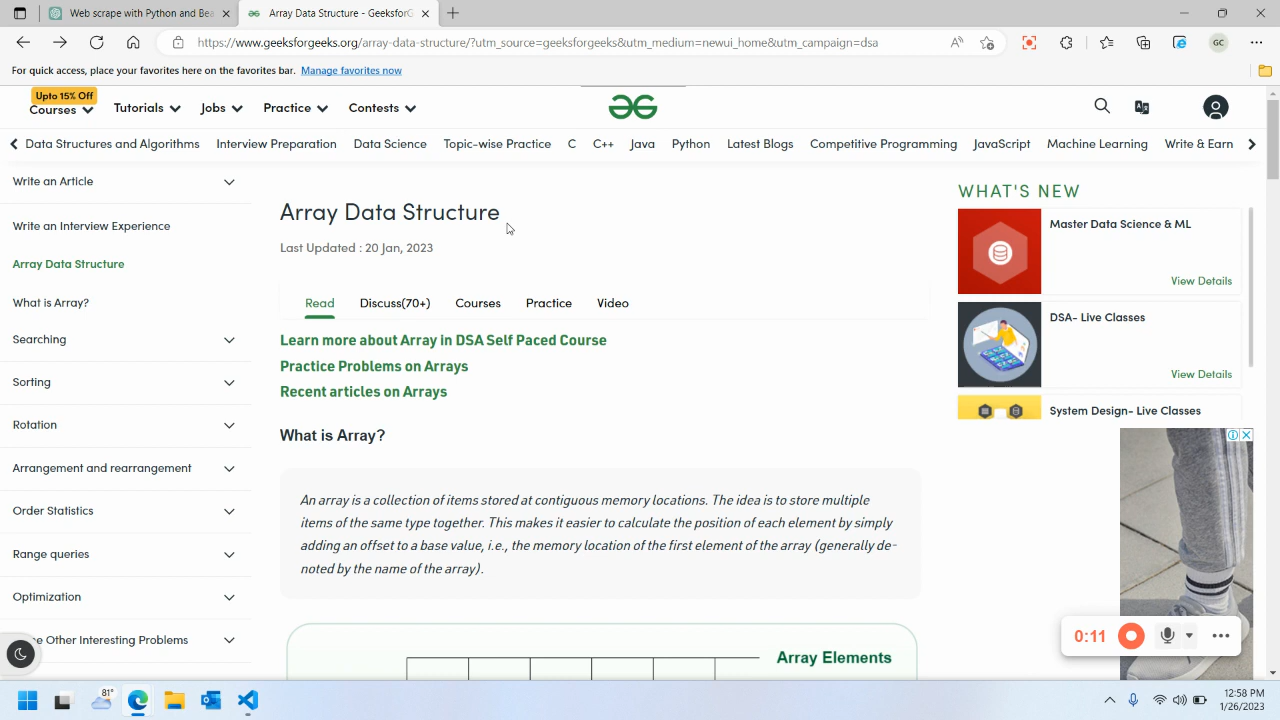 Web scrape with Python and Bea
Array Data Structure - GeeksforG
https://www.geeksforgeeks.org/array-data-structure/?utm_source=geeksforgeeks&utm_medium=newui_home&utm_campaign=dsa
GC
For quick access, place your favorites here on the favorites bar. Manage favorites now
Upto 15% Off
Courses Tutorials Jobs Practice Contests
Data Structures and Algorithms Interview Preparation Data Science Topic-wise Practice C C++ Java Python Latest Blogs Competitive Programming JavaScript Machine Learning Write & Earn
Write an Article
Write an Interview Experience
Array Data Structure
What is Array?
Searching
Sorting
Rotation
Arrangement and rearrangement
Order Statistics
Range queries
Optimization
e Other Interesting Problems
Array Data Structure
Last Updated : 20 Jan, 2023
Read Discuss(70+) Courses Practice Video
Learn more about Array in DSA Self Paced Course
Practice Problems on Arrays
Recent articles on Arrays
What is Array?
An array is a collection of items stored at contiguous memory locations. The idea is to store multiple
items of the same type together. This makes it easier to calculate the position of each element by simply
adding an offset to a base value, i.e., the memory location of the first element of the array (generally de-
noted by the name of the array).
Array Elements
WHAT'S NEW
Master Data Science & ML
View Details
DSA- Live Classes
View Details
System Design- Live Classes
0:11
81°
12:58 PM
1/26/2023